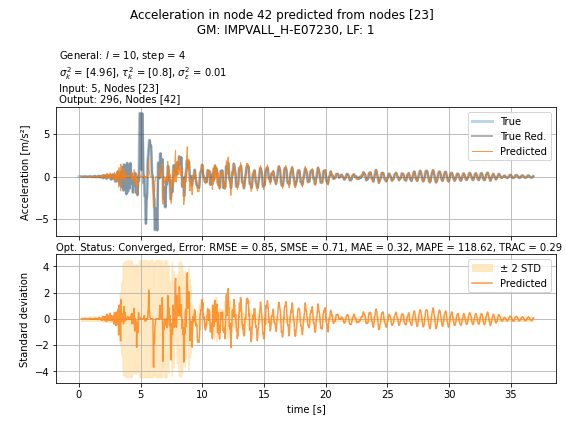 Acceleration in node 42 predicted from nodes [23]
GM: IMPVALL_H-E07230, LF: 1
General: l = 10, step = 4
σ²ₖ = [4.96], τ²ₖ = [0.8], σ²ε = 0.01
Input: 5, Nodes [23]
Output: 296, Nodes [42]
Acceleration [m/s²]
5
0
−5
True
True Red.
Predicted
Opt. Status: Converged, Error: RMSE = 0.85, SMSE = 0.71, MAE = 0.32, MAPE = 118.62, TRAC = 0.29
Standard deviation
4
2
0
−2
−4
± 2 STD
Predicted
0 5 10 15 20 25 30 35
time [s]